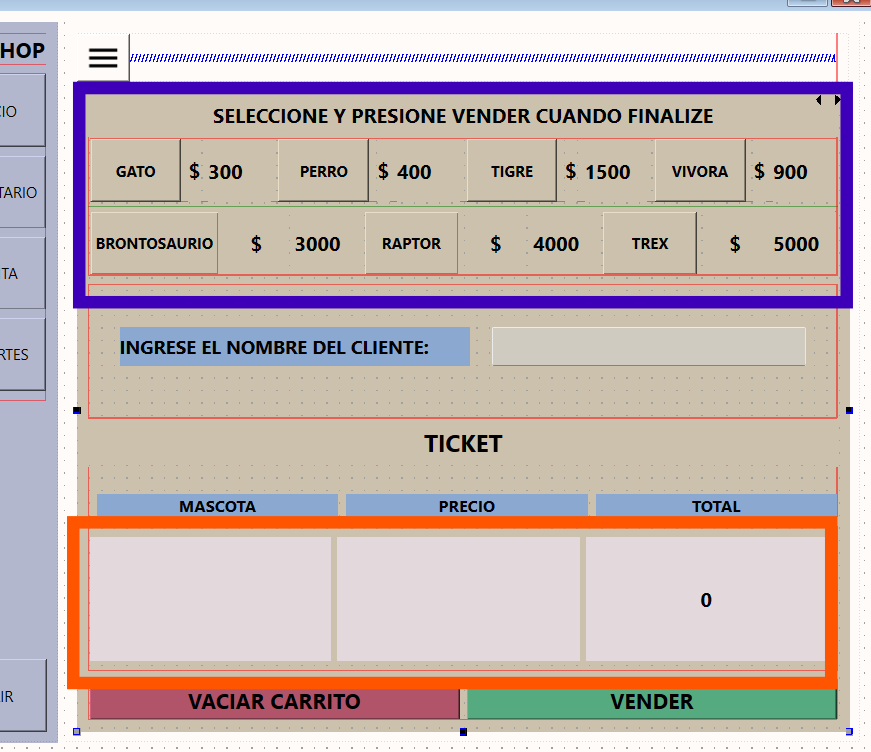 HOP
IO
TARIO
TA
RTES
IR
SELECCIONE Y PRESIONE VENDER CUANDO FINALIZE
GATO $ 300 PERRO $ 400 TIGRE $ 1500 VIVORA $ 900
BRONTOSAURIO $ 3000 RAPTOR $ 4000 TREX $ 5000
INGRESE EL NOMBRE DEL CLIENTE:
TICKET
MASCOTA PRECIO TOTAL
0
VACIAR CARRITO VENDER